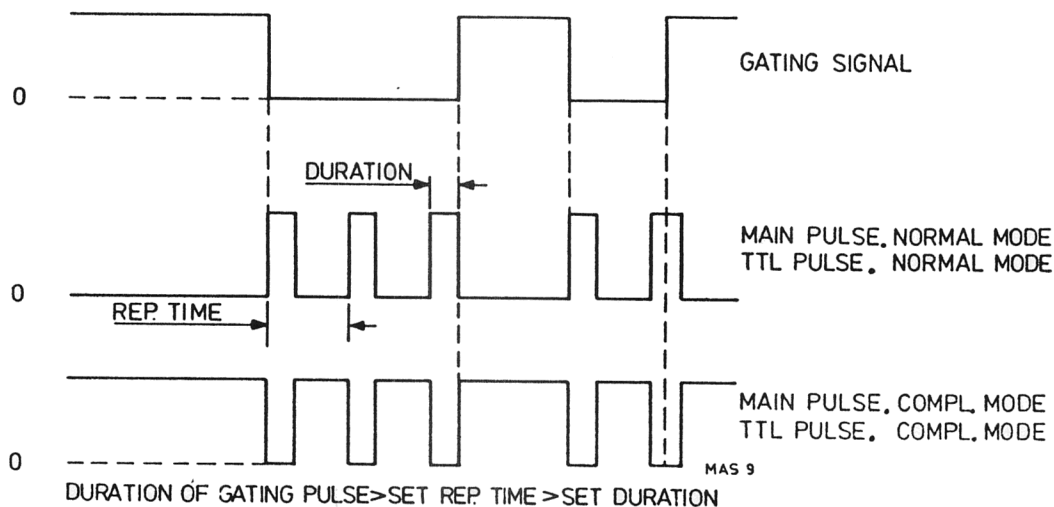 GATING SIGNAL
0
DURATION
MAIN PULSE. NORMAL MODE
TTL PULSE. NORMAL MODE
0
REP. TIME
MAIN PULSE. COMPL. MODE
TTL PULSE. COMPL. MODE
0
MAS 9
DURATION OF GATING PULSE>SET REP. TIME>SET DURATION